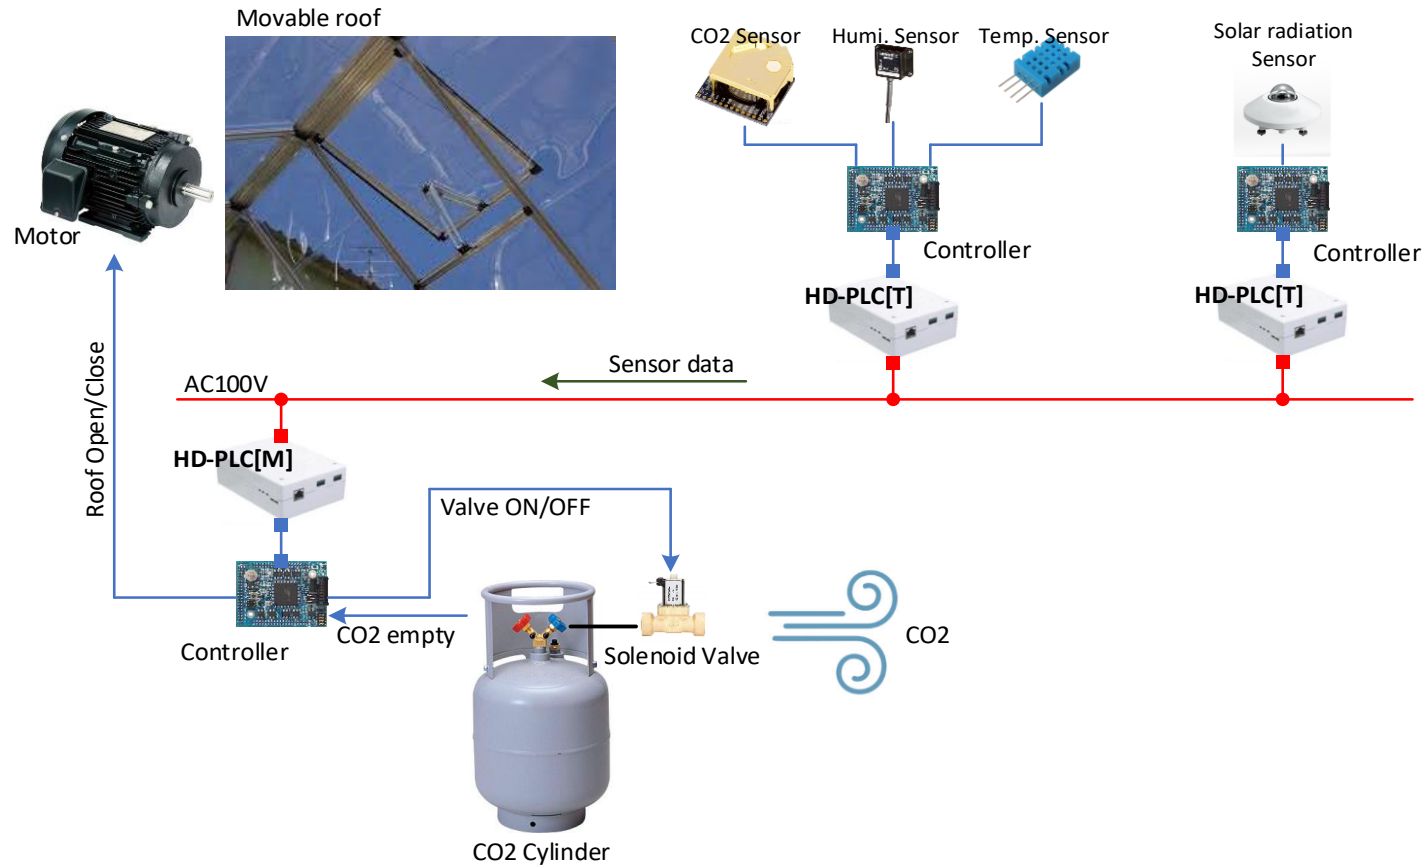 Movable roof
CO2 Sensor
Humi. Sensor
Temp. Sensor
Solar radiation
Sensor
Motor
Controller
Controller
HD-PLC[T]
HD-PLC[T]
Sensor data
AC100V
Roof Open/Close
HD-PLC[M]
Valve ON/OFF
CO2 empty
Controller
Solenoid Valve
CO2
CO2 Cylinder